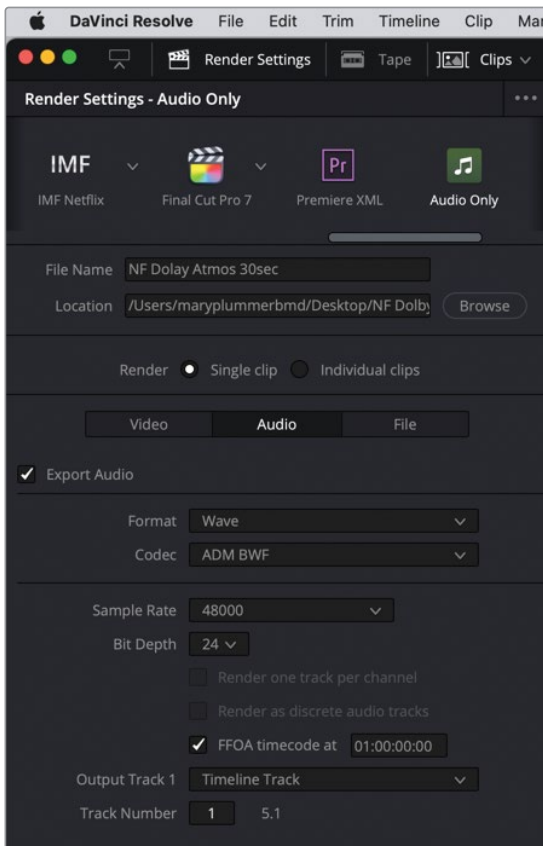 DaVinci Resolve File Edit Trim Timeline Clip Mar
Render Settings Tape Clips
Render Settings - Audio Only
IMF Pr
IMF Netflix Final Cut Pro 7 Premiere XML Audio Only
File Name NF Dolay Atmos 30sec
Location /Users/maryplummerbmd/Desktop/NF Dolby Browse
Render Single clip Individual clips
Video Audio File
Export Audio
Format Wave
Codec ADM BWF
Sample Rate 48000
Bit Depth 24
Render one track per channel
Render as discrete audio tracks
FFOA timecode at 01:00:00:00
Output Track 1 Timeline Track
Track Number 1 5.1